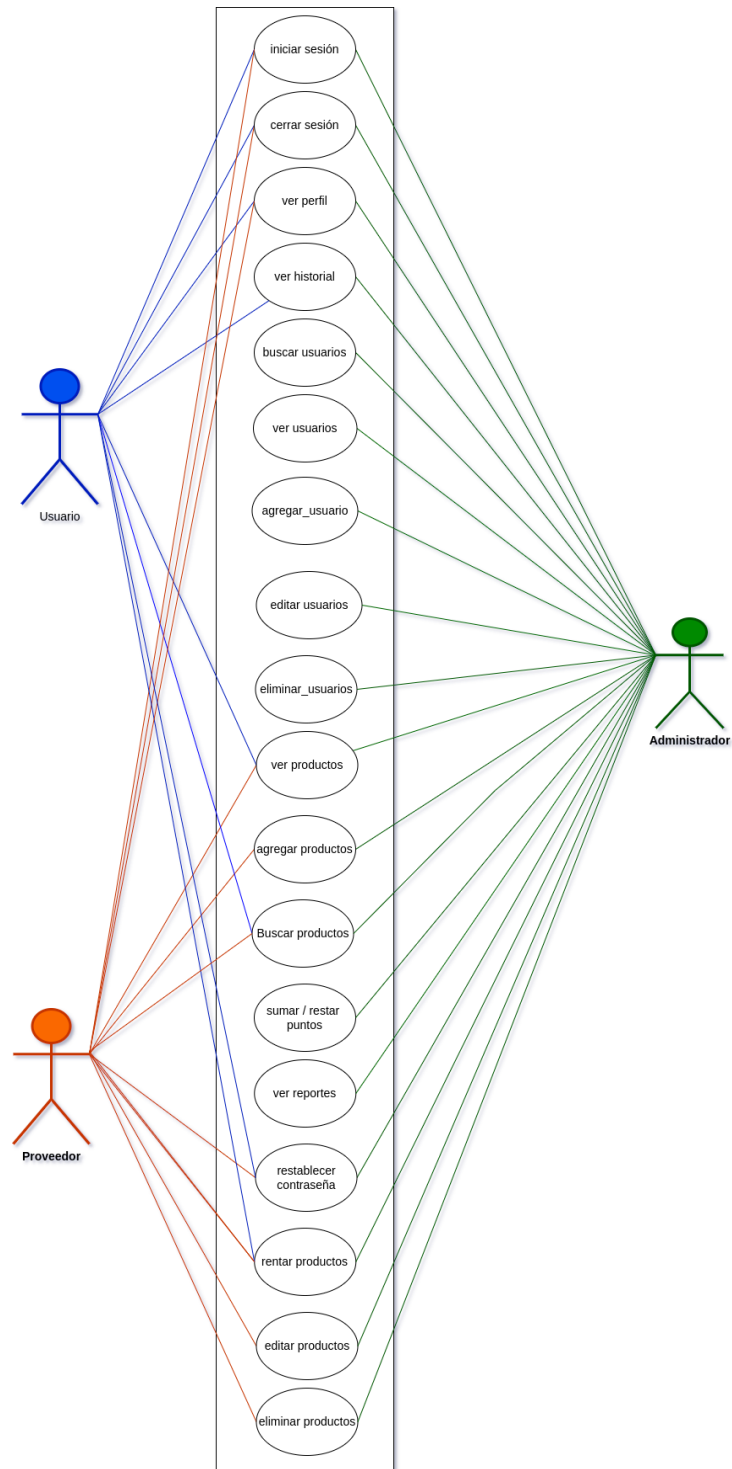 iniciar sesión
cerrar sesión
ver perfil
ver historial
buscar usuarios
ver usuarios
agregar_usuario
Usuario
editar usuarios
eliminar_usuarios
Administrador
ver productos
agregar productos
Buscar productos
sumar / restar
puntos
ver reportes
Proveedor
restablecer
contraseña
rentar productos
editar productos
eliminar productos